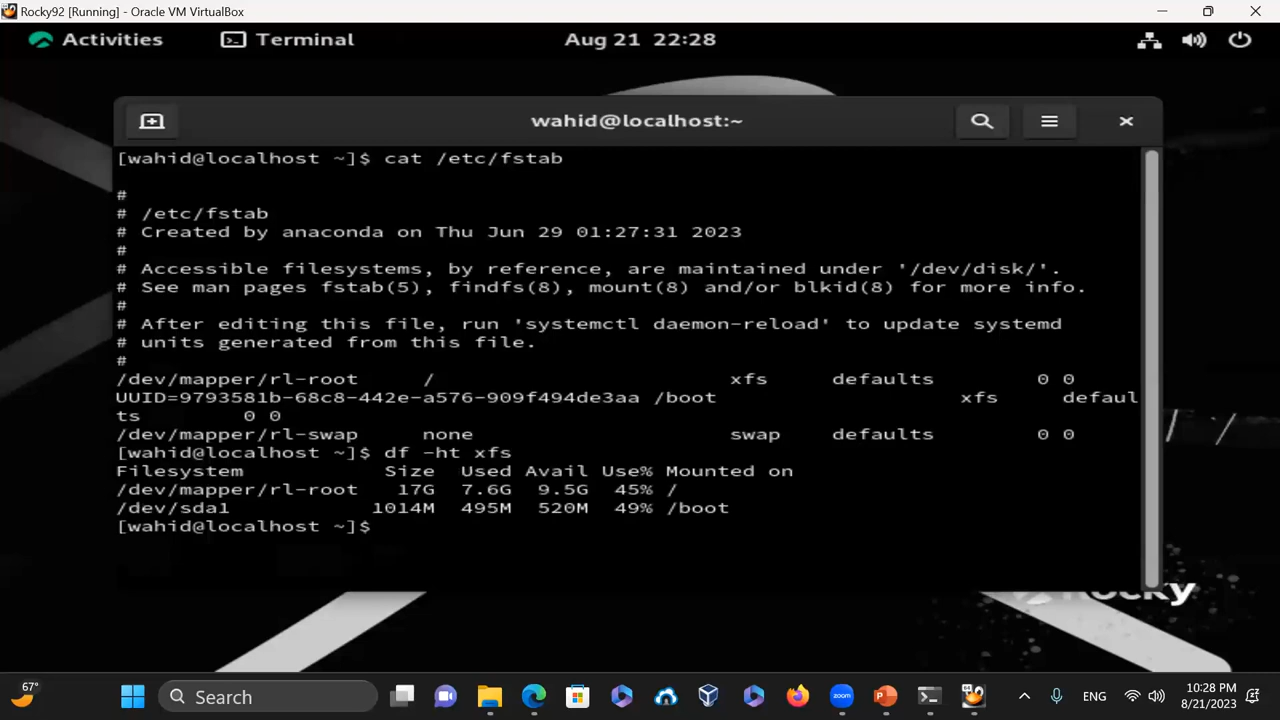 Rocky92 [Running] - Oracle VM VirtualBox
Activities Terminal Aug 21 22:28
wahid@localhost:~
[wahid@localhost ~]$ cat /etc/fstab
#
# /etc/fstab
# Created by anaconda on Thu Jun 29 01:27:31 2023
#
# Accessible filesystems, by reference, are maintained under '/dev/disk/'.
# See man pages fstab(5), findfs(8), mount(8) and/or blkid(8) for more info.
#
# After editing this file, run 'systemctl daemon-reload' to update systemd
# units generated from this file.
#
/dev/mapper/rl-root / xfs defaults 0 0
UUID=9793581b-68c8-442e-a576-909f494de3aa /boot xfs defaul
ts 0 0
/dev/mapper/rl-swap none swap defaults 0 0
[wahid@localhost ~]$ df -ht xfs
Filesystem Size Used Avail Use% Mounted on
/dev/mapper/rl-root 17G 7.6G 9.5G 45% /
/dev/sda1 1014M 495M 520M 49% /boot
[wahid@localhost ~]$
Rocky
67°
Search
zoom
ENG
10:28 PM
8/21/2023